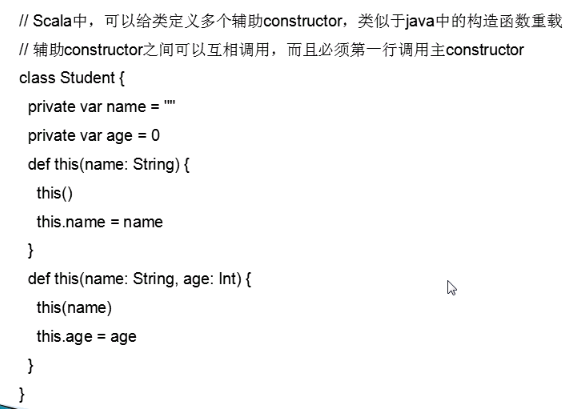 // Scala中，可以给类定义多个辅助constructor，类似于java中的构造函数重载
// 辅助constructor之间可以互相调用，而且必须第一行调用主constructor
class Student {
  private var name = ""
  private var age = 0
  def this(name: String) {
    this()
    this.name = name
  }
  def this(name: String, age: Int) {
    this(name)
    this.age = age
  }
}